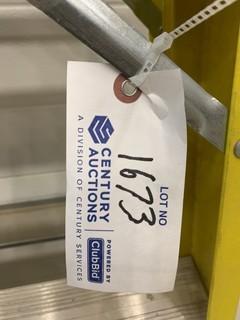 LOT NO
1673
CENTURY
AUCTIONS
A DIVISION OF CENTURY SERVICES
POWERED BY
ClubBid